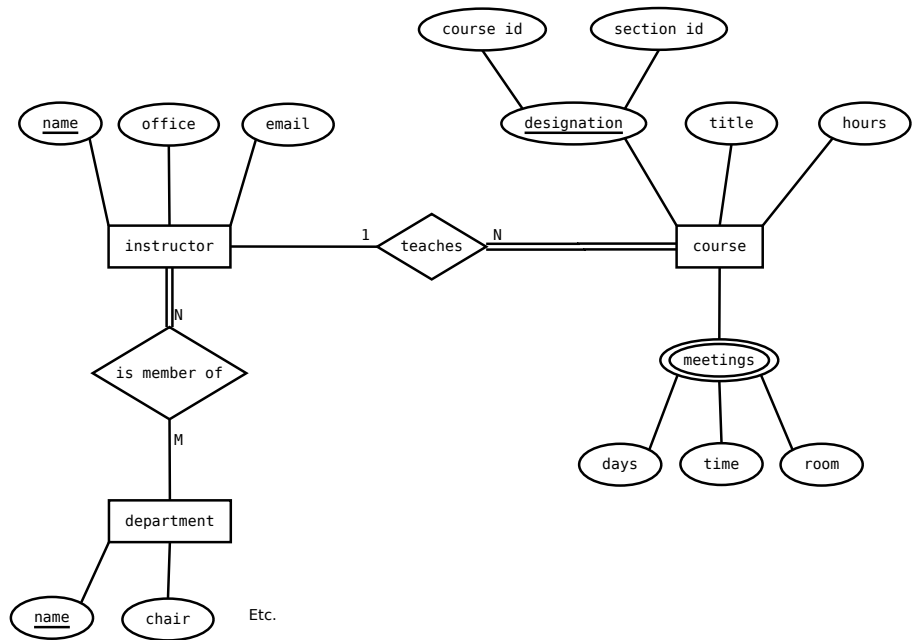 course id
section id
name
office
email
designation
title
hours
instructor
1
teaches
N
course
N
meetings
is member of
M
days
time
room
department
name
chair
Etc.